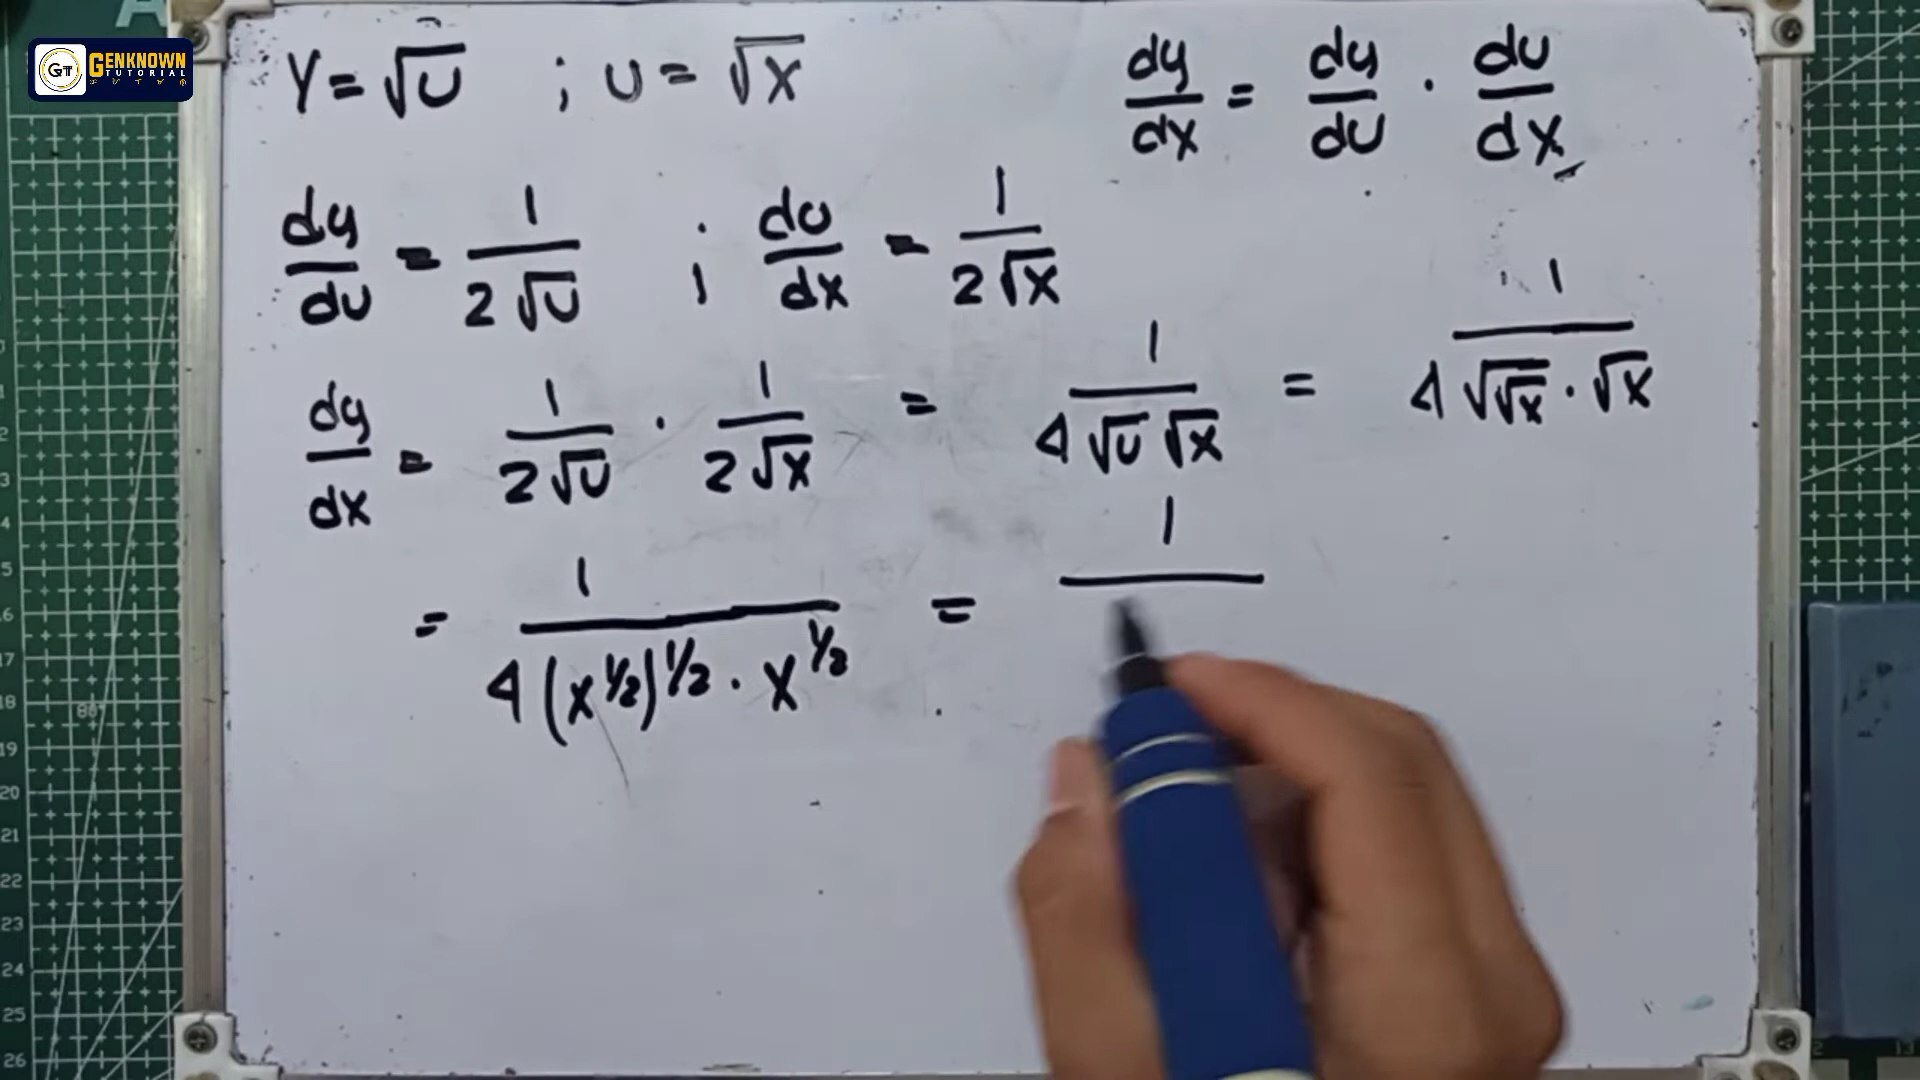 GENKNOWN
TUTORIAL
GT
Y = √U ; U = √X
dy/dx = dy/dU · dU/dX
dy/dU = 1/(2√U) ; dU/dX = 1/(2√X)
dy/dX = 1/(2√U) · 1/(2√X) = 1/(4√U √X) = 1/(4√√X · √X)
= 1/(4(X^1/2)^1/2 · X^1/2) = 1/